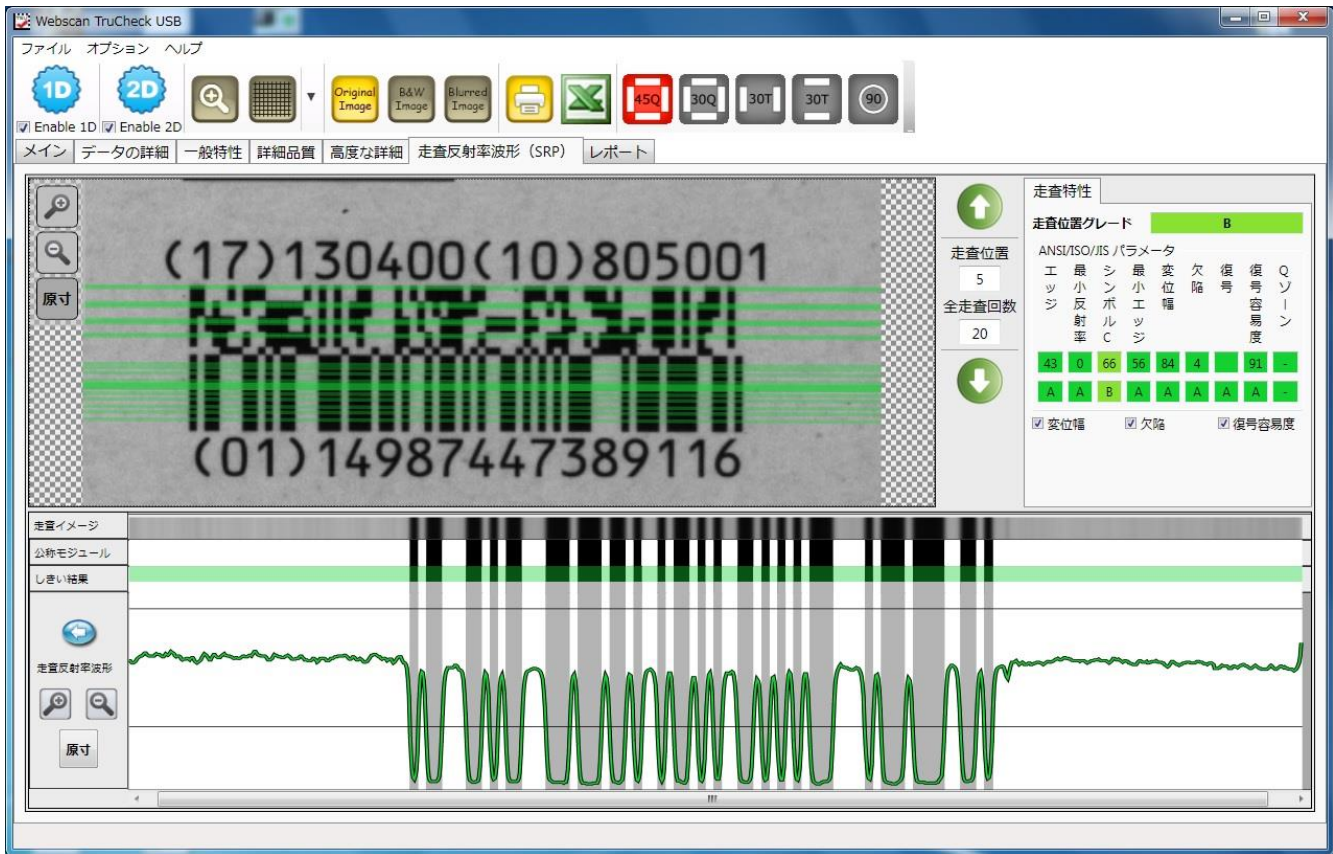 Webscan TruCheck USB
ファイル オプション ヘルプ
1D
2D
Original Image
B&W Image
Blurred Image
45Q
30Q
30T
30T
90
Enable 1D
Enable 2D
メイン データの詳細 一般特性 詳細品質 高度な詳細 走査反射率波形（SRP） レポート
原寸
(17)130400(10)805001
(01)14987447389116
走査位置
5
全走査回数
20
走査特性
走査位置グレード B
ANSI/ISO/JIS パラメータ
エッジ 最小反射率 シンボルC 最小エッジ 変位幅 欠陥 復号 復号容易度 Qゾーン
43 0 66 56 84 4 91 -
A A B A A A A A -
変位幅 欠陥 復号容易度
走査イメージ
公称モジュール
しきい結果
走査反射率波形
原寸